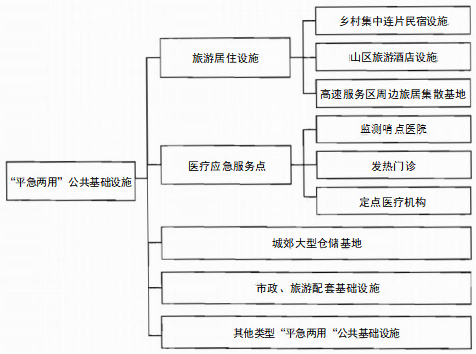 乡村集中连片民宿设施
旅游居住设施
山区旅游酒店设施
高速服务区周边旅居集散基地
监测哨点医院
医疗应急服务点
发热门诊
“平急两用”公共基础设施
定点医疗机构
城郊大型仓储基地
市政、旅游配套基础设施
其他类型“平急两用“公共基础设施